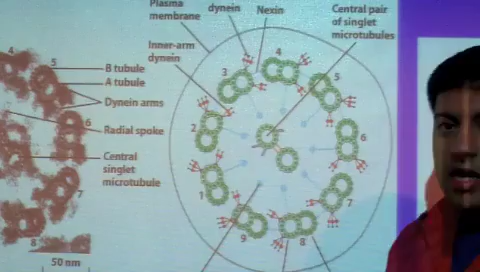 Plasma
membrane
dynein
Nexin
Central pair
of singlet
microtubules
Inner-arm
dynein
4
5
B tubule
A tubule
Dynein arms
6
Radial spoke
Central
singlet
microtubule
7
8
50 nm
4
3
5
2
6
1
7
9
8